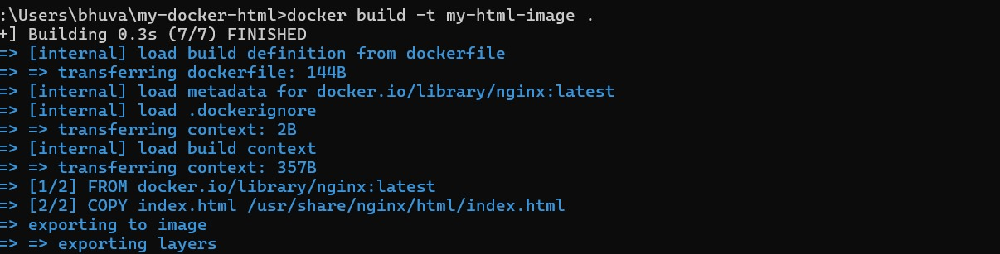 :\Users\bhuva\my-docker-html>docker build -t my-html-image .
+] Building 0.3s (7/7) FINISHED
=> [internal] load build definition from dockerfile
=> => transferring dockerfile: 144B
=> [internal] load metadata for docker.io/library/nginx:latest
=> [internal] load .dockerignore
=> => transferring context: 2B
=> [internal] load build context
=> => transferring context: 357B
=> [1/2] FROM docker.io/library/nginx:latest
=> [2/2] COPY index.html /usr/share/nginx/html/index.html
=> exporting to image
=> => exporting layers